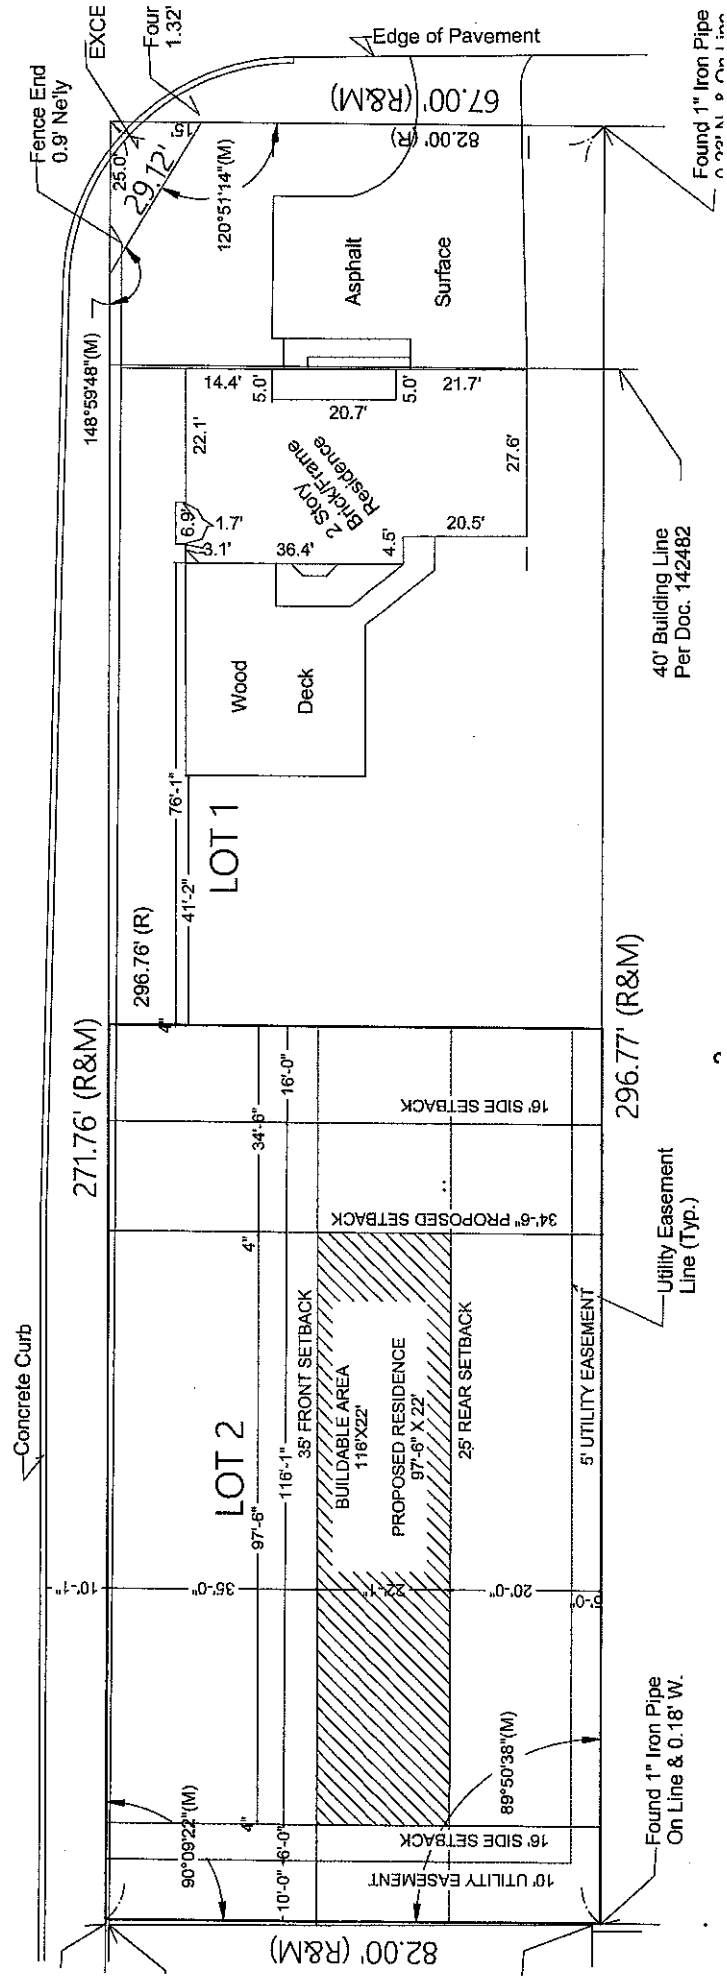 Concrete Curb
Fence End
0.9' Ne'ly
EXCE
Four
1.32'
Edge of Pavement
271.76' (R&M)
296.76' (R)
148°59'48"(M)
25.0'
29.12'
15'
120°51'14"(M)
67.00' (R&M)
82.00' (R)
Asphalt
Surface
14.4'
5.0'
20.7'
5.0'
21.7'
22.1'
27.6'
2 Story
Brick/Frame
Residence
6.9'
1.7'
3.1'
36.4'
4.5'
20.5'
Wood
Deck
76'-1"
41'-2"
LOT 1
4"
34'-6"
16'-0"
16' SIDE SETBACK
34'-6" PROPOSED SETBACK
4"
LOT 2
97'-6"
116'-1"
35' FRONT SETBACK
BUILDABLE AREA
116'X22'
PROPOSED RESIDENCE
97'-6" X 22'
25' REAR SETBACK
5' UTILITY EASEMENT
10'-1"
35'-0"
22'-1"
20'-0"
5'-0"
90°09'22"(M)
89°50'38"(M)
4"
10'-0"
6'-0"
16' SIDE SETBACK
10' UTILITY EASEMENT
82.00' (R&M)
296.77' (R&M)
Utility Easement
Line (Typ.)
40' Building Line
Per Doc. 142482
Found 1" Iron Pipe
0.23' N. & On Line
Found 1" Iron Pipe
On Line & 0.18' W.